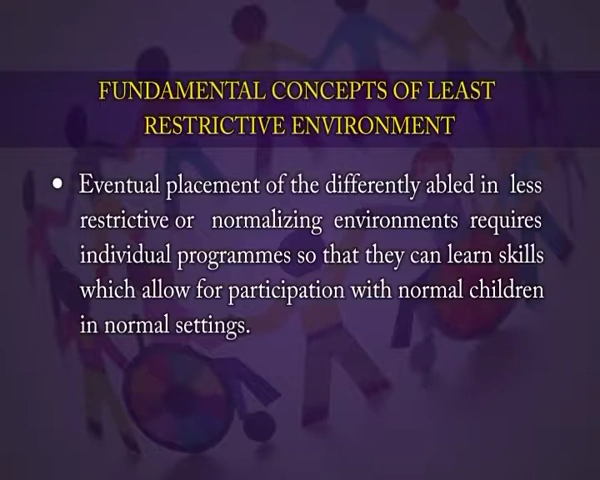 FUNDAMENTAL CONCEPTS OF LEAST
RESTRICTIVE ENVIRONMENT
• Eventual placement of the differently abled in less
restrictive or normalizing environments requires
individual programmes so that they can learn skills
which allow for participation with normal children
in normal settings.